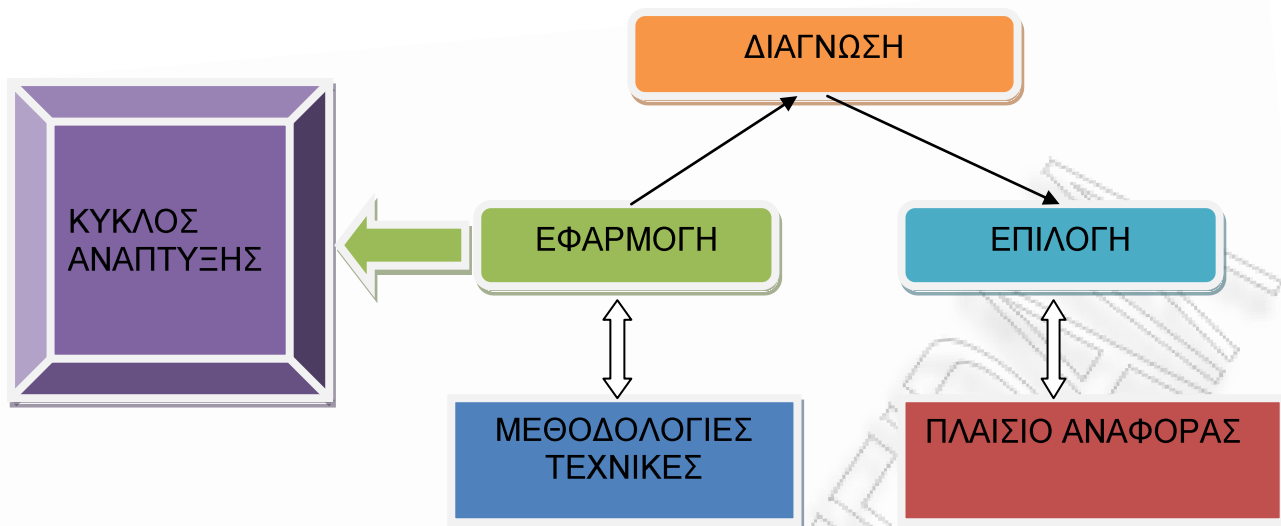 ΔΙΑΓΝΩΣΗ
ΚΥΚΛΟΣ
ΑΝΑΠΤΥΞΗΣ
ΕΦΑΡΜΟΓΗ
ΕΠΙΛΟΓΗ
ΜΕΘΟΔΟΛΟΓΙΕΣ
ΤΕΧΝΙΚΕΣ
ΠΛΑΙΣΙΟ ΑΝΑΦΟΡΑΣ